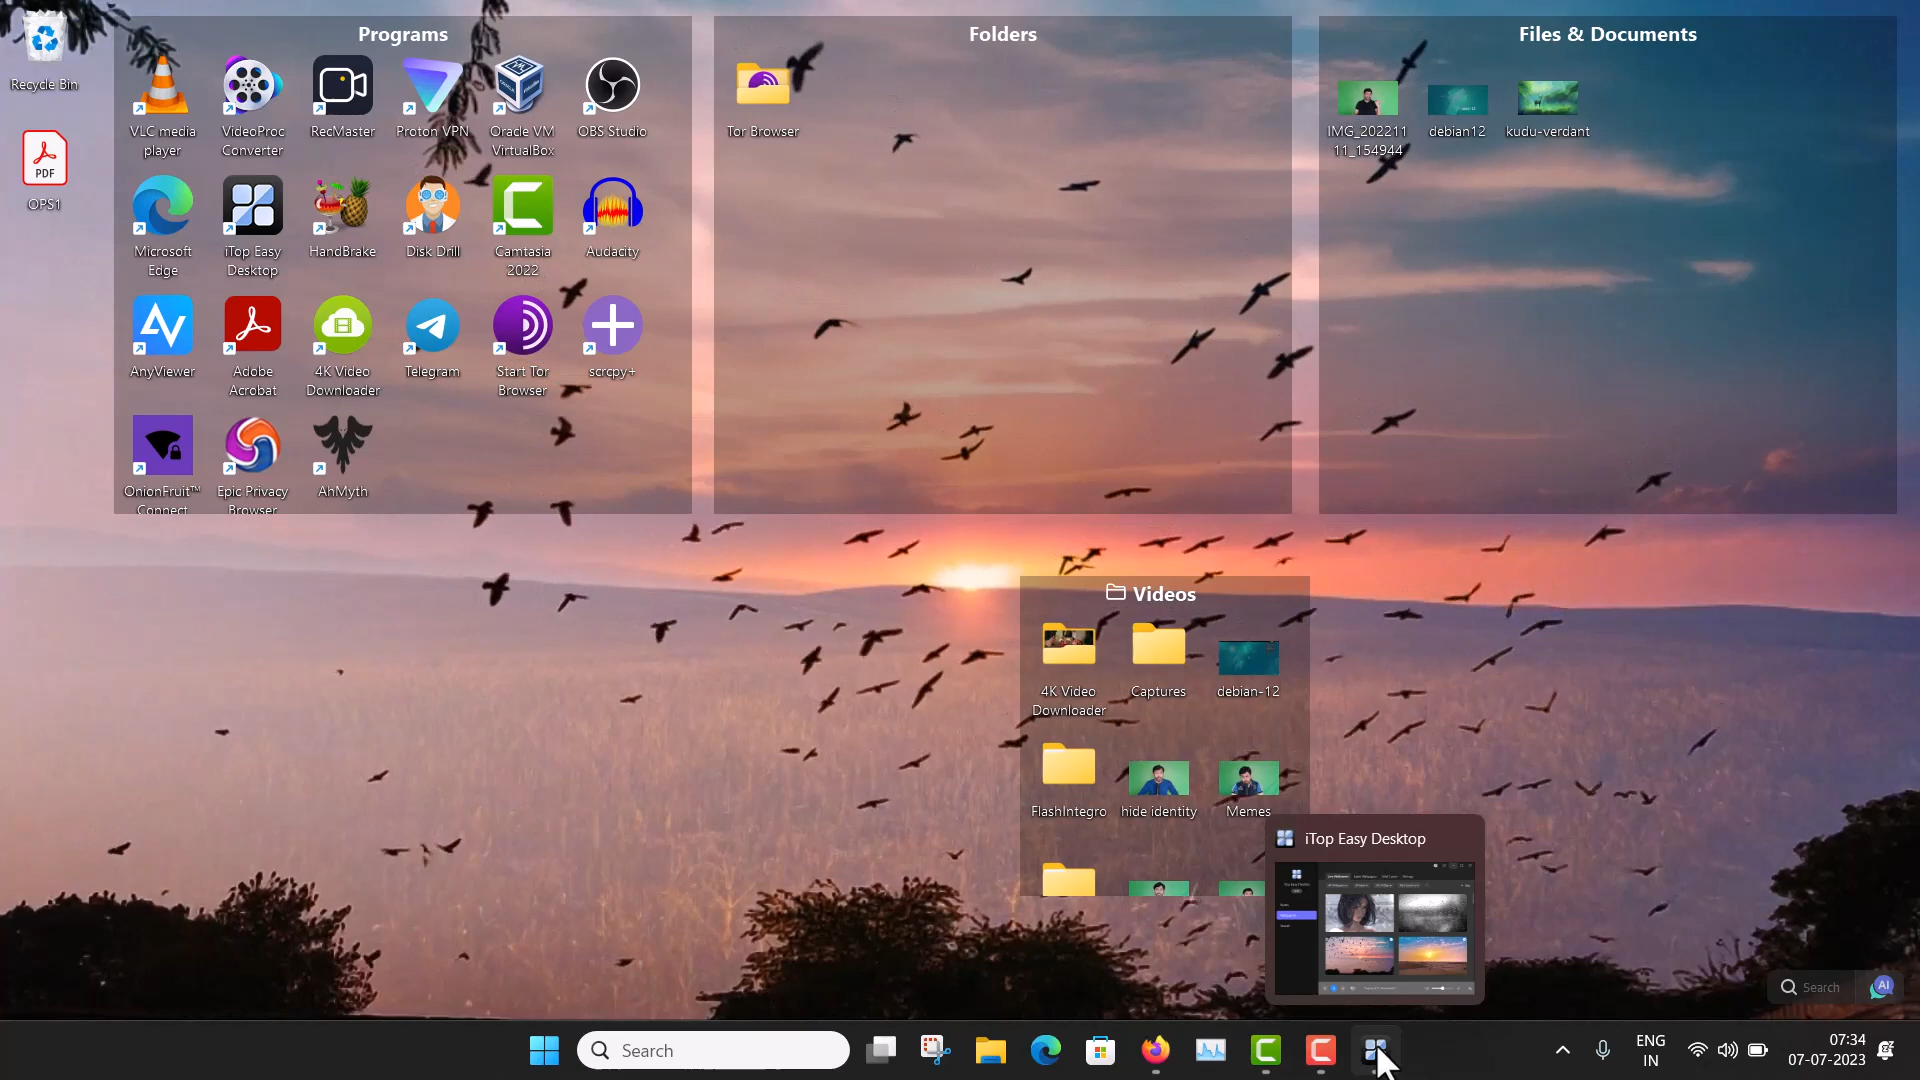 Recycle Bin
PDF
OPS1
Programs
VLC media
player
VideoProc
Converter
RecMaster
Proton VPN
Oracle VM
VirtualBox
OBS Studio
Microsoft
Edge
iTop Easy
Desktop
HandBrake
Disk Drill
Camtasia
2022
Audacity
AnyViewer
Adobe
Acrobat
4K Video
Downloader
Telegram
Start Tor
Browser
scrcpy+
OnionFruit™
Connect
Epic Privacy
Browser
AhMyth
Folders
Tor Browser
Files & Documents
IMG_202211
11_154944
debian12
kudu-verdant
Videos
4K Video
Downloader
Captures
debian-12
FlashIntegro
hide identity
Memes
iTop Easy Desktop
Search
AI
Search
ENG
IN
07:34
07-07-2023